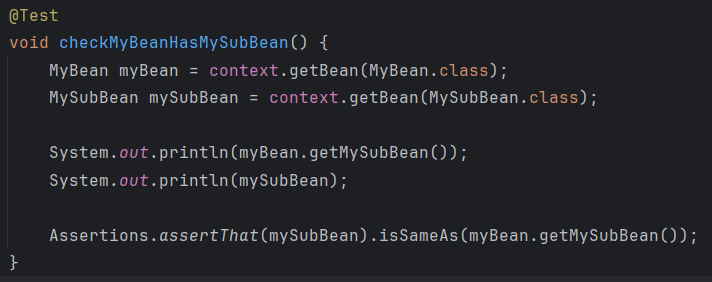 @Test
void checkMyBeanHasMySubBean() {
    MyBean myBean = context.getBean(MyBean.class);
    MySubBean mySubBean = context.getBean(MySubBean.class);

    System.out.println(myBean.getMySubBean());
    System.out.println(mySubBean);

    Assertions.assertThat(mySubBean).isSameAs(myBean.getMySubBean());
}